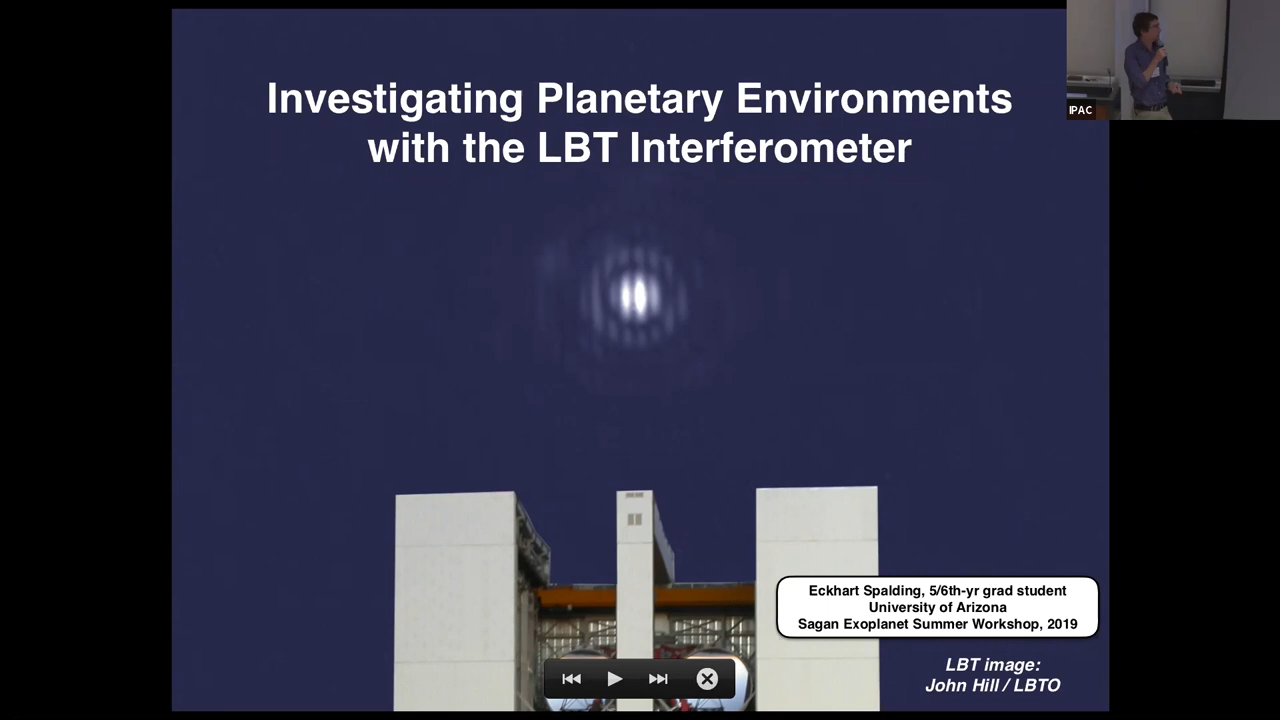 Investigating Planetary Environments
with the LBT Interferometer
IPAC
Eckhart Spalding, 5/6th-yr grad student
University of Arizona
Sagan Exoplanet Summer Workshop, 2019
LBT image:
John Hill / LBTO